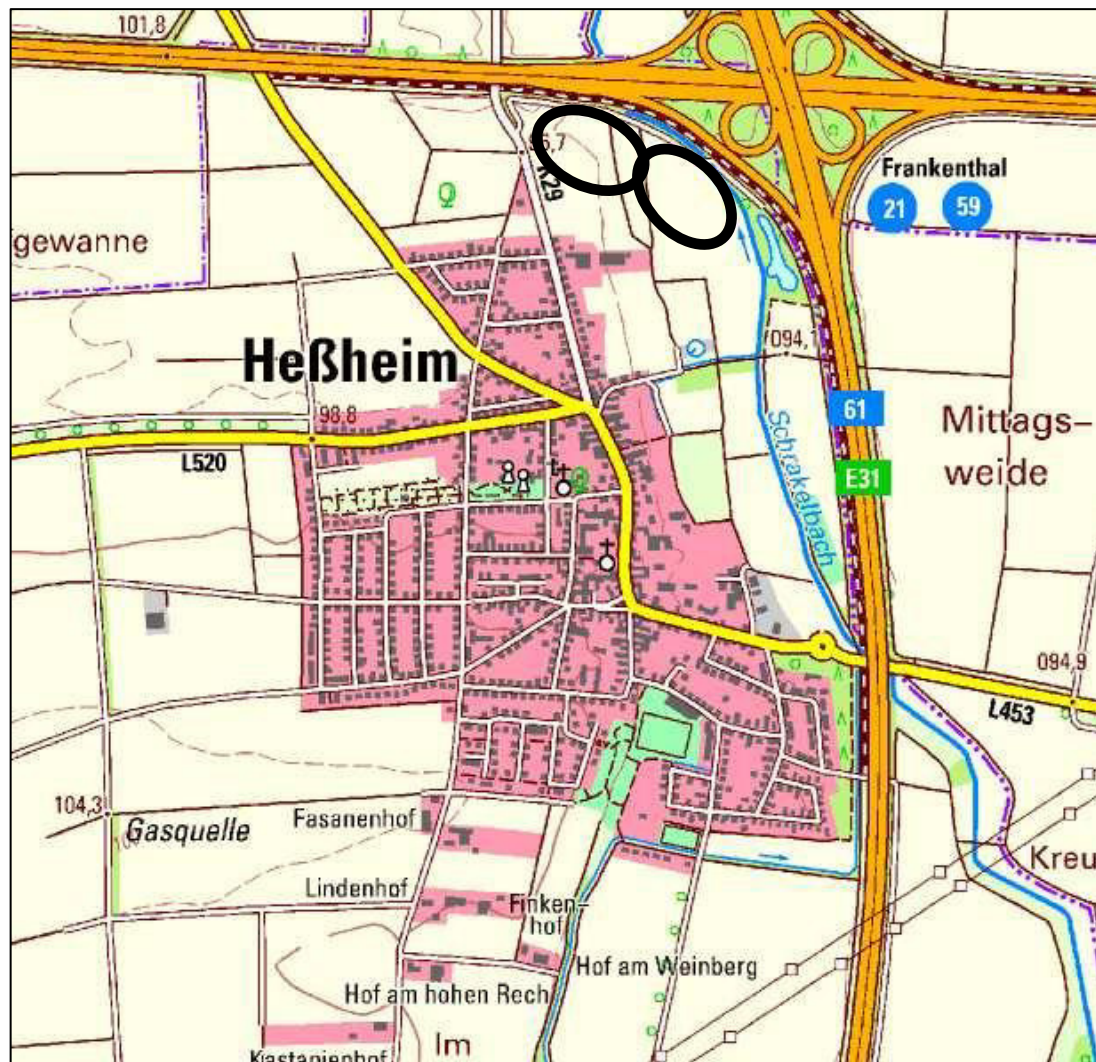 101,8
K29
Frankenthal
21
59
gewanne
Heßheim
094,1
98,8
61
Mittags–
weide
L520
E31
Schrakelbach
094,9
L453
104,3
Gasquelle
Fasanenhof
Kreu
Lindenhof
Finken–
hof
Hof am Weinberg
Hof am hohen Rech
Im
Kastanienhof